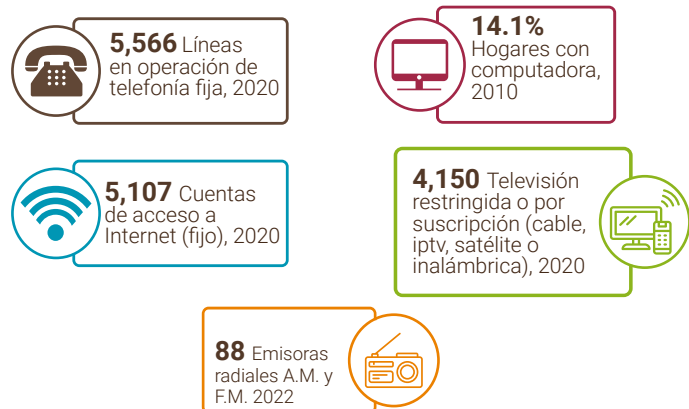 5,566 Líneas
en operación de
telefonía fija, 2020
14.1%
Hogares con
computadora,
2010
5,107 Cuentas
de acceso a
Internet (fijo), 2020
4,150 Televisión
restringida o por
suscripción (cable,
iptv, satélite o
inalámbrica), 2020
88 Emisoras
radiales A.M. y
F.M. 2022